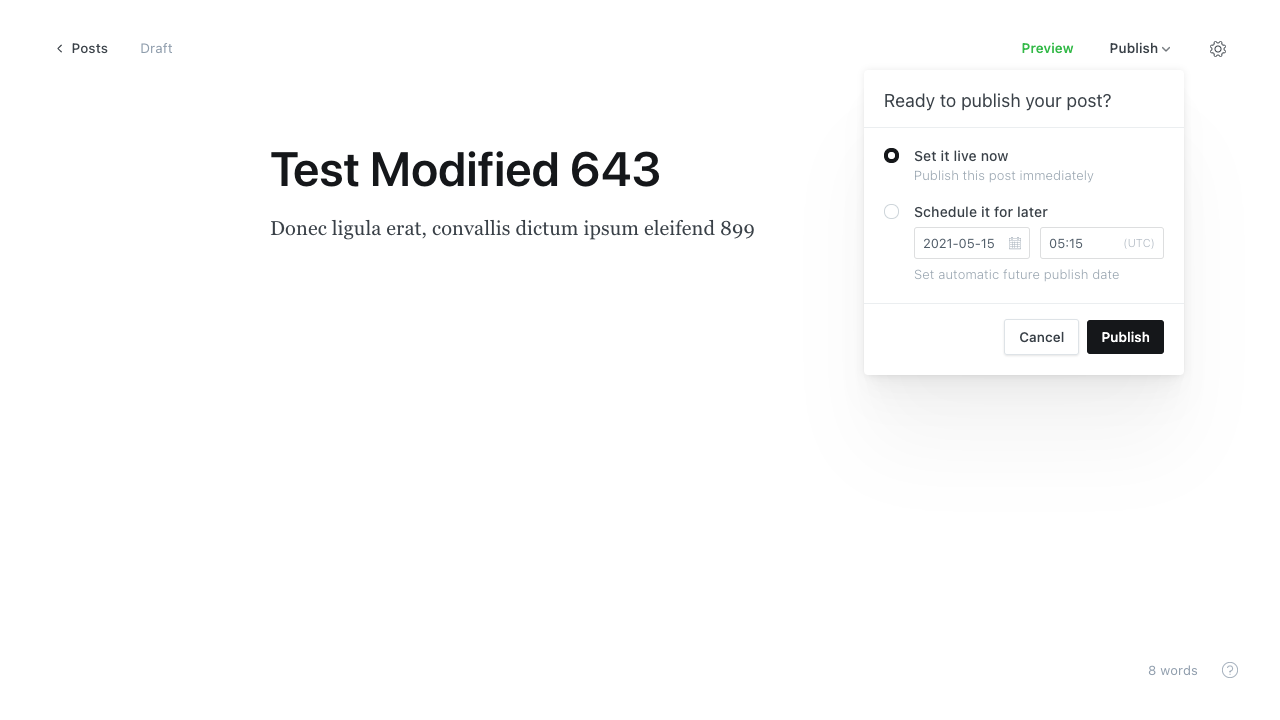 Posts
Draft
Preview
Publish
Ready to publish your post?
Set it live now
Publish this post immediately
Schedule it for later
2021-05-15
05:15
(UTC)
Set automatic future publish date
Cancel
Publish
Test Modified 643
Donec ligula erat, convallis dictum ipsum eleifend 899
8 words